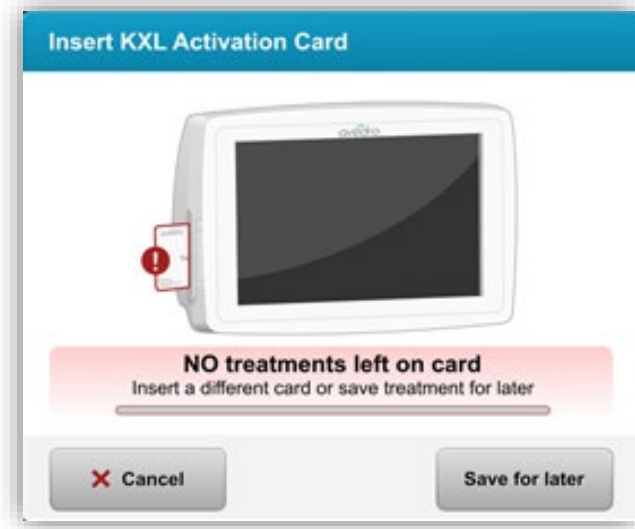 Insert KXL Activation Card
avedro
NO treatments left on card
Insert a different card or save treatment for later
Cancel
Save for later